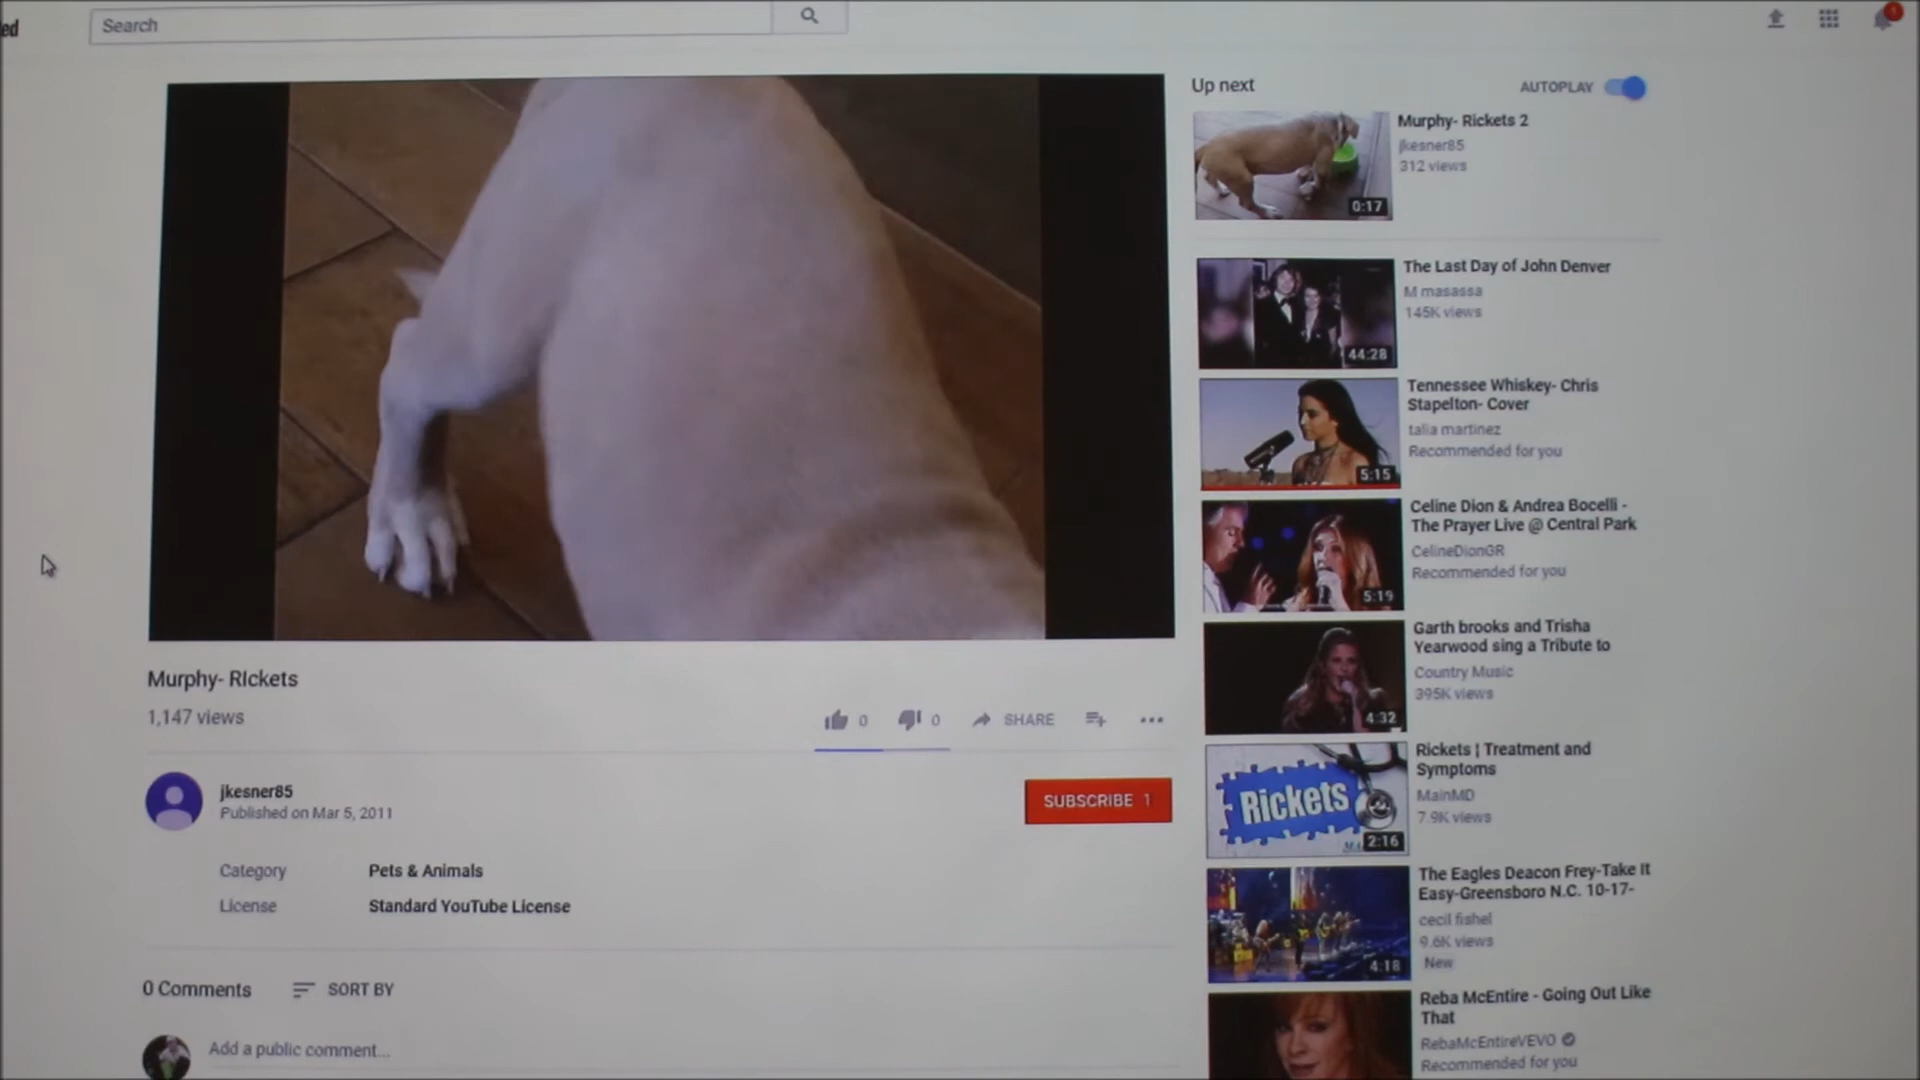 ed
Search
1
Up next
AUTOPLAY
Murphy- Rickets 2
jkesner85
312 views
0:17
The Last Day of John Denver
M masassa
145K views
44:28
Tennessee Whiskey- Chris
Stapelton- Cover
talia martinez
Recommended for you
5:15
Celine Dion & Andrea Bocelli -
The Prayer Live @ Central Park
CelineDionGR
Recommended for you
5:19
Garth brooks and Trisha
Yearwood sing a Tribute to
Country Music
395K views
4:32
Rickets | Treatment and
Symptoms
MainMD
7.9K views
Rickets
2:16
The Eagles Deacon Frey-Take It
Easy-Greensboro N.C. 10-17-
cecil fishel
9.6K views
New
4:18
Reba McEntire - Going Out Like
That
RebaMcEntireVEVO
Recommended for you
Murphy- RIckets
1,147 views
0
0
SHARE
jkesner85
Published on Mar 5, 2011
SUBSCRIBE 1
Category
Pets & Animals
License
Standard YouTube License
0 Comments
SORT BY
Add a public comment...